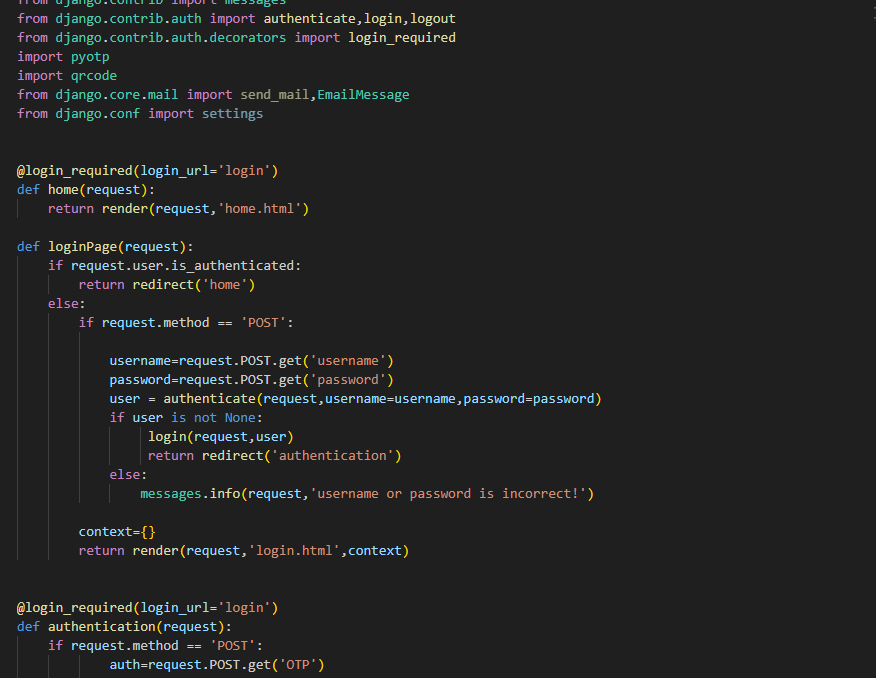 from django.contrib import messages
from django.contrib.auth import authenticate,login,logout
from django.contrib.auth.decorators import login_required
import pyotp
import qrcode
from django.core.mail import send_mail,EmailMessage
from django.conf import settings
@login_required(login_url='login')
def home(request):
    return render(request,'home.html')
def loginPage(request):
    if request.user.is_authenticated:
        return redirect('home')
    else:
        if request.method == 'POST':
            username=request.POST.get('username')
            password=request.POST.get('password')
            user = authenticate(request,username=username,password=password)
            if user is not None:
                 login(request,user)
                 return redirect('authentication')
            else:
                messages.info(request,'username or password is incorrect!')
        context={}
        return render(request,'login.html',context)
@login_required(login_url='login')
def authentication(request):
    if request.method == 'POST':
            auth=request.POST.get('OTP')